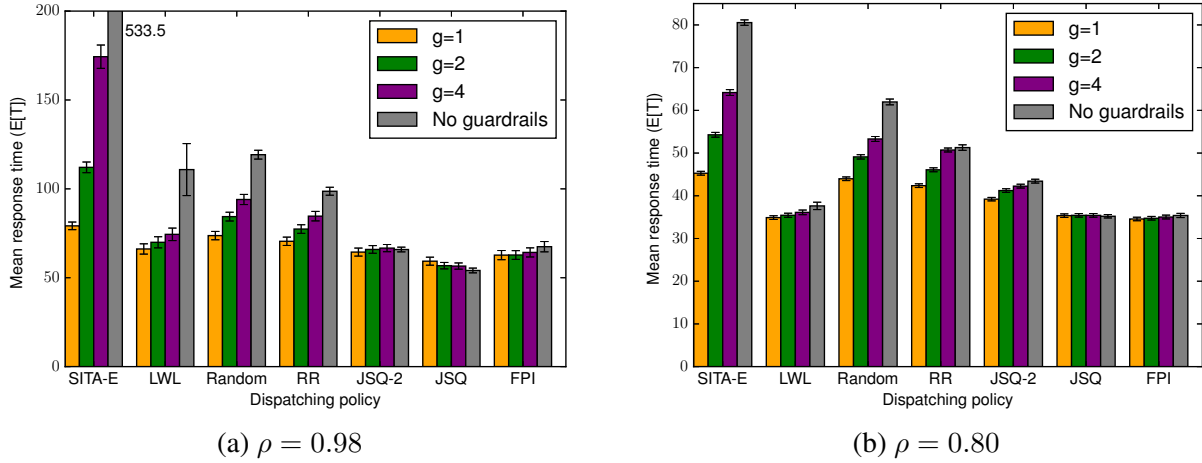 533.5
g=1
g=2
g=4
No guardrails
200
150
100
50
0
Mean response time (E[T])
SITA-E LWL Random RR JSQ-2 JSQ FPI
Dispatching policy
(a) ρ = 0.98
g=1
g=2
g=4
No guardrails
80
70
60
50
40
30
20
10
0
Mean response time (E[T])
SITA-E LWL Random RR JSQ-2 JSQ FPI
Dispatching policy
(b) ρ = 0.80